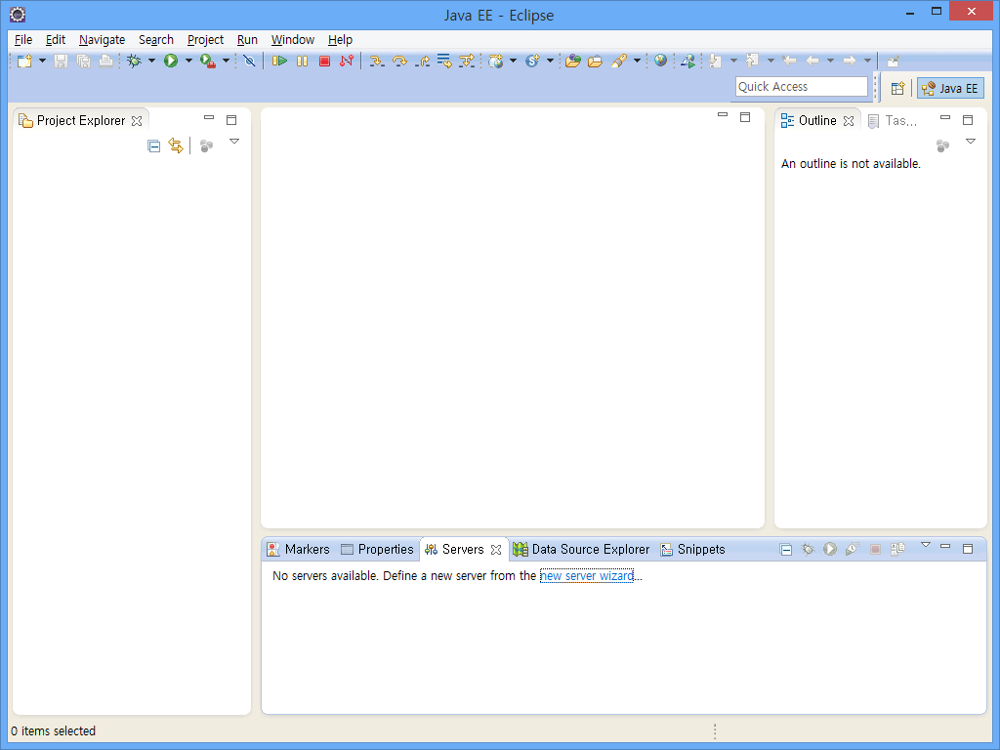 Java EE - Eclipse
File Edit Navigate Search Project Run Window Help
Quick Access
Java EE
Project Explorer
Outline Tas...
An outline is not available.
Markers Properties Servers Data Source Explorer Snippets
No servers available. Define a new server from the new server wizard...
0 items selected